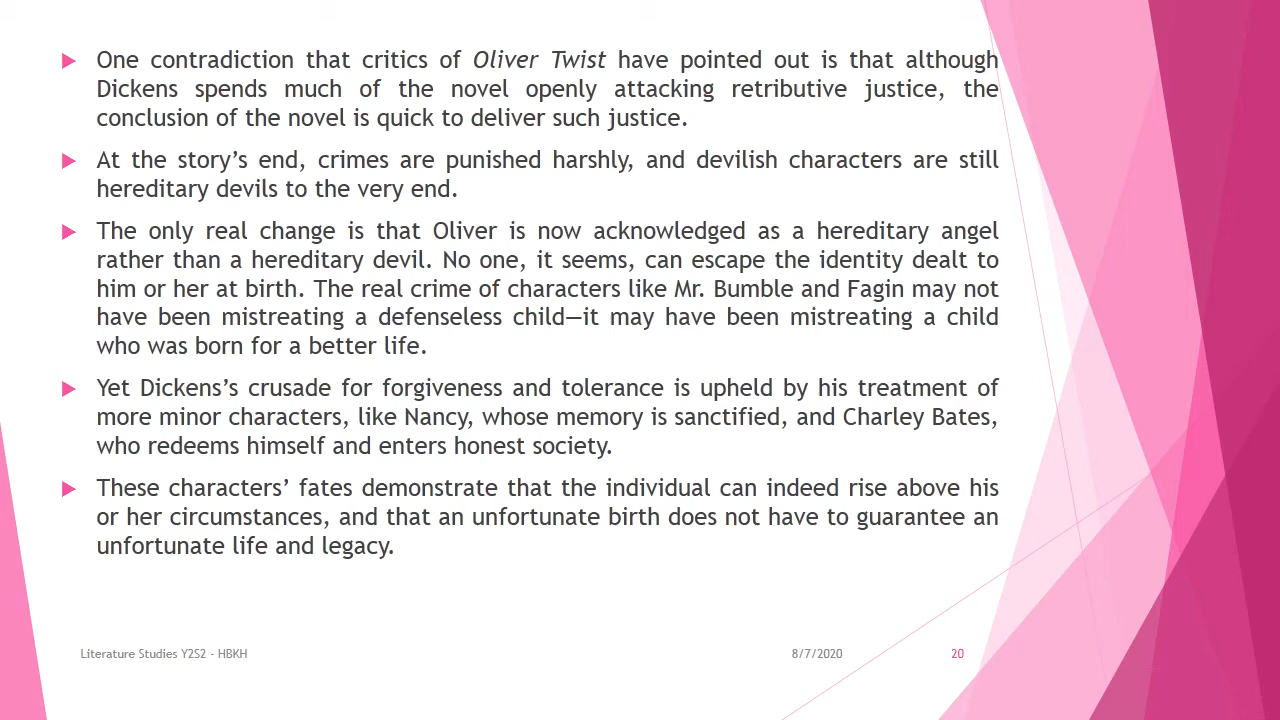 One contradiction that critics of Oliver Twist have pointed out is that although
Dickens spends much of the novel openly attacking retributive justice, the
conclusion of the novel is quick to deliver such justice.
At the story’s end, crimes are punished harshly, and devilish characters are still
hereditary devils to the very end.
The only real change is that Oliver is now acknowledged as a hereditary angel
rather than a hereditary devil. No one, it seems, can escape the identity dealt to
him or her at birth. The real crime of characters like Mr. Bumble and Fagin may not
have been mistreating a defenseless child—it may have been mistreating a child
who was born for a better life.
Yet Dickens’s crusade for forgiveness and tolerance is upheld by his treatment of
more minor characters, like Nancy, whose memory is sanctified, and Charley Bates,
who redeems himself and enters honest society.
These characters’ fates demonstrate that the individual can indeed rise above his
or her circumstances, and that an unfortunate birth does not have to guarantee an
unfortunate life and legacy.
Literature Studies Y2S2 - HBKH
8/7/2020
20